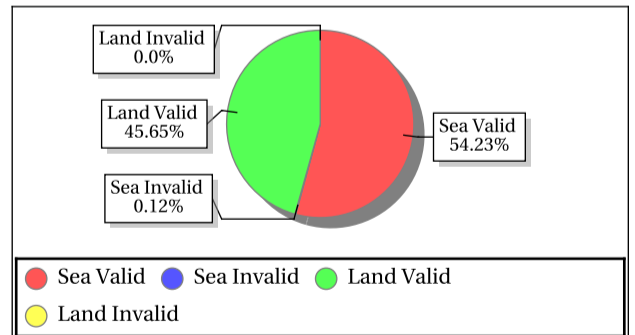 Land Invalid
0.0%
Land Valid
45.65%
Sea Valid
54.23%
Sea Invalid
0.12%
Sea Valid
Sea Invalid
Land Valid
Land Invalid